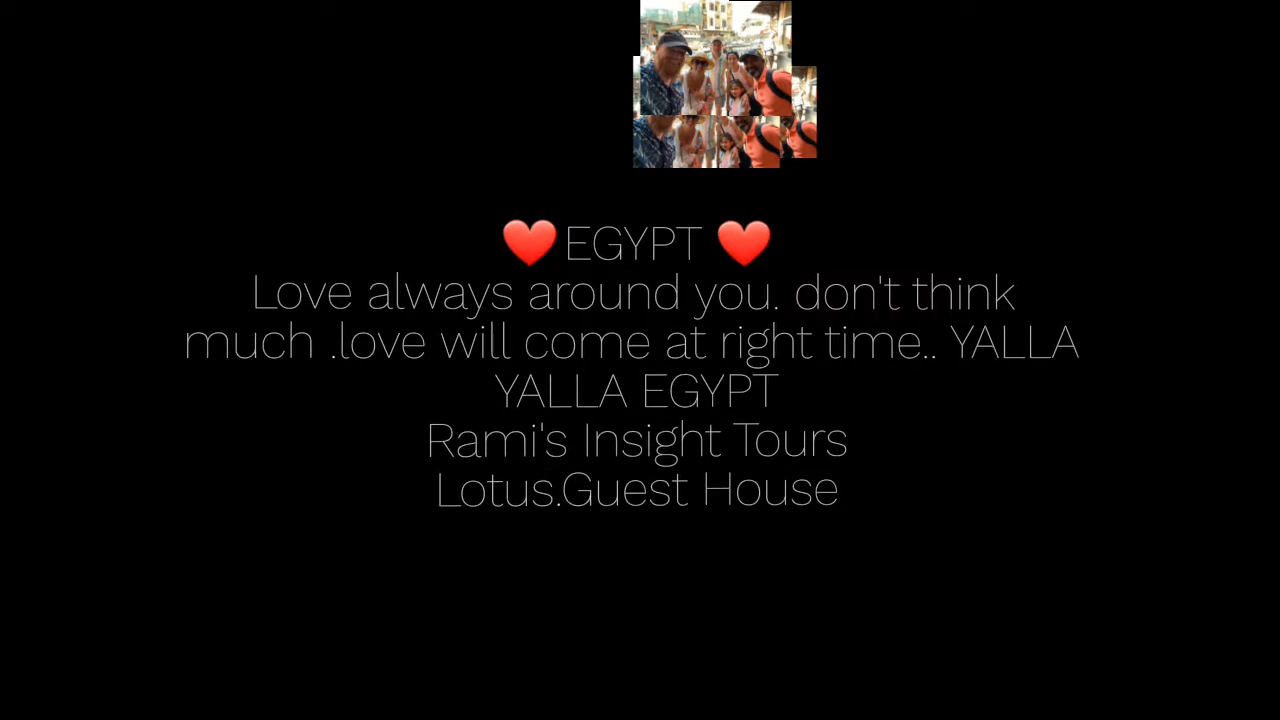 ❤️EGYPT ❤️
Love always around you. don't think
much .love will come at right time.. YALLA
YALLA EGYPT
Rami's Insight Tours
Lotus.Guest House